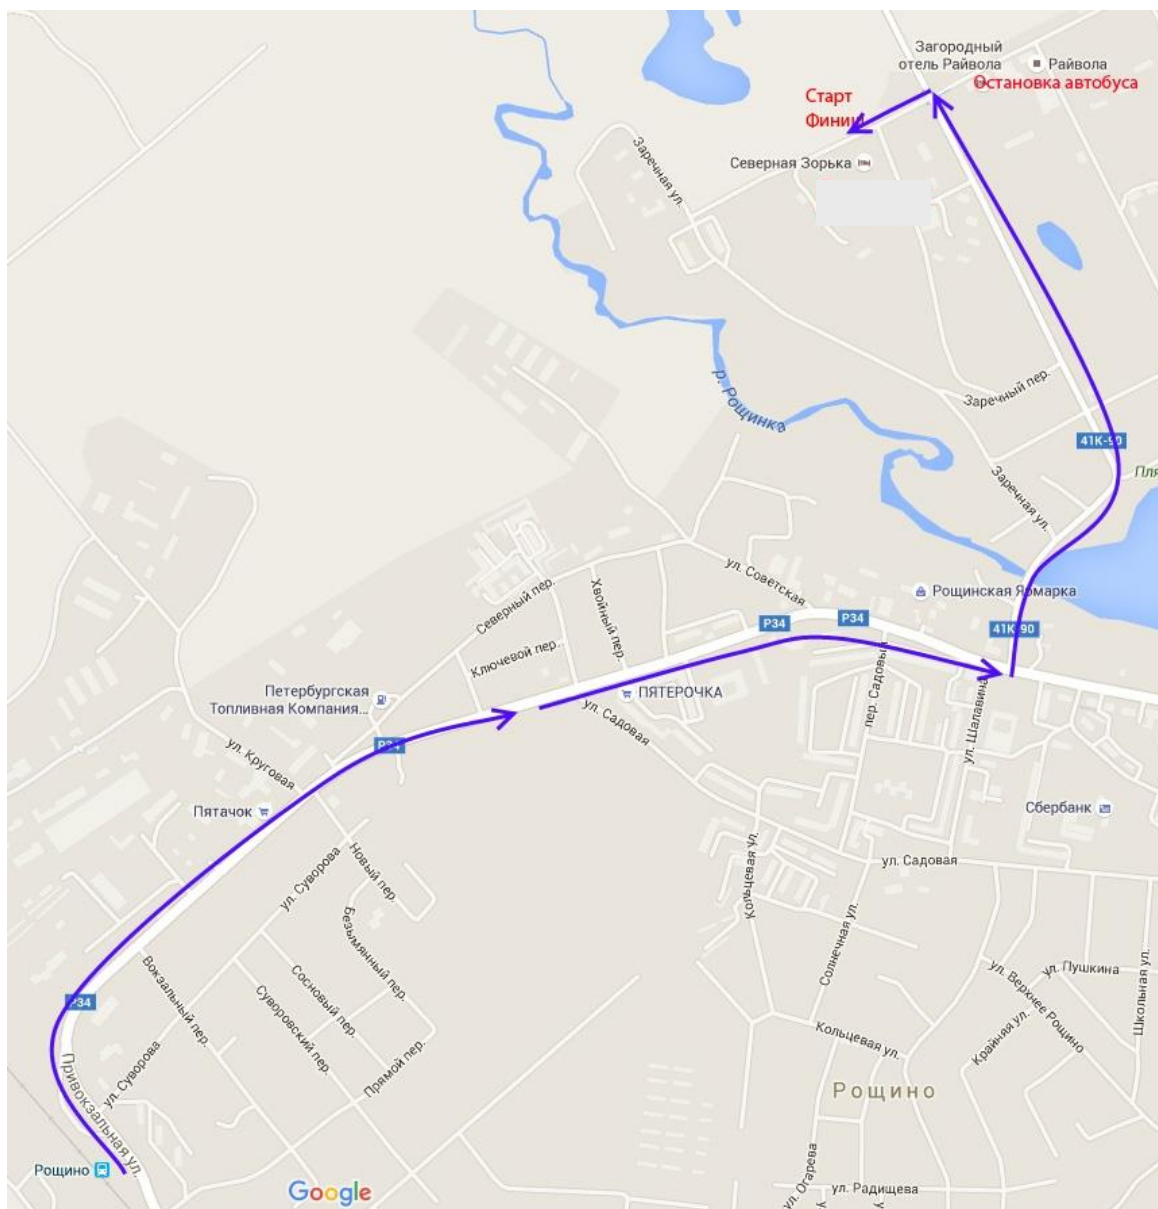 Загородный
отель Райвола
Райвола
Остановка автобуса
Старт
Финиш
Северная Зорька
Заречная ул.
р. Рощинка
Заречный пер.
41К-90
Пля
Заречная ул.
ул. Советская
Рощинская Ярмарка
Северный пер.
Хвойный пер.
Р34
Р34
41К-90
Ключевой пер.
Петербургская
Топливная Компания...
ПЯТЕРОЧКА
ул. Садовая
пер. Садовый
ул. Шалавина
Р34
ул. Круговая
Пятачок
Сбербанк
ул. Суворова
Новый пер.
Кольцевая ул.
ул. Садовая
Безымянный пер.
Вокзальный пер.
Сосновый пер.
Суворовский пер.
Солнечная ул.
ул. Верхнее Рощино
ул. Пушкина
Школьная ул.
Р34
Крайняя ул.
Кольцевая ул.
Прямой пер.
ул. Суворова
Привокзальная ул.
Рощино
Рощино
Google
ул. Огарева
ул. Радищева